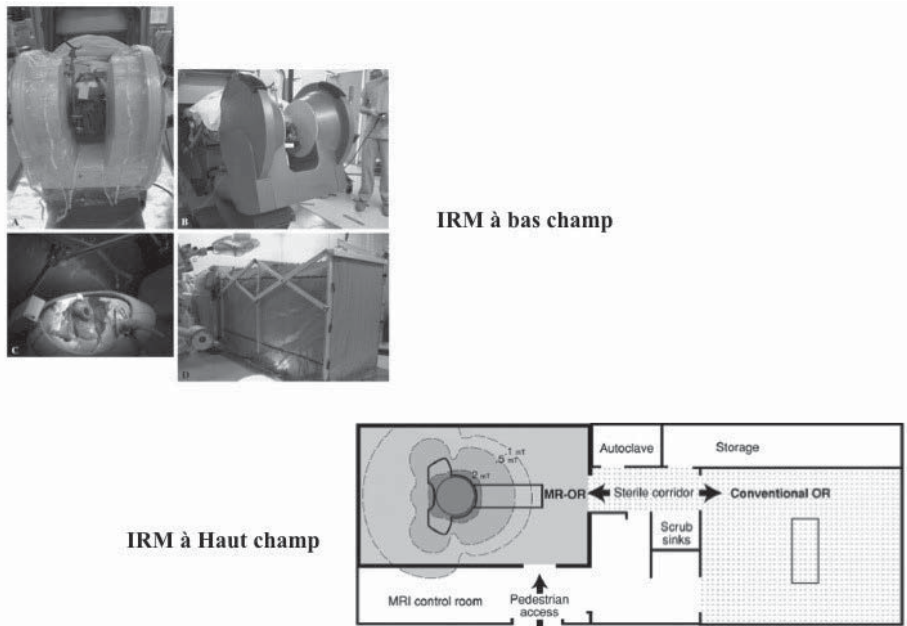 A
B
IRM à bas champ
C
D
Autoclave
Storage
.1 mT
.5 mT
2 mT
MR-OR
Sterile corridor
Conventional OR
IRM à Haut champ
Scrub
sinks
MRI control room
Pedestrian
access